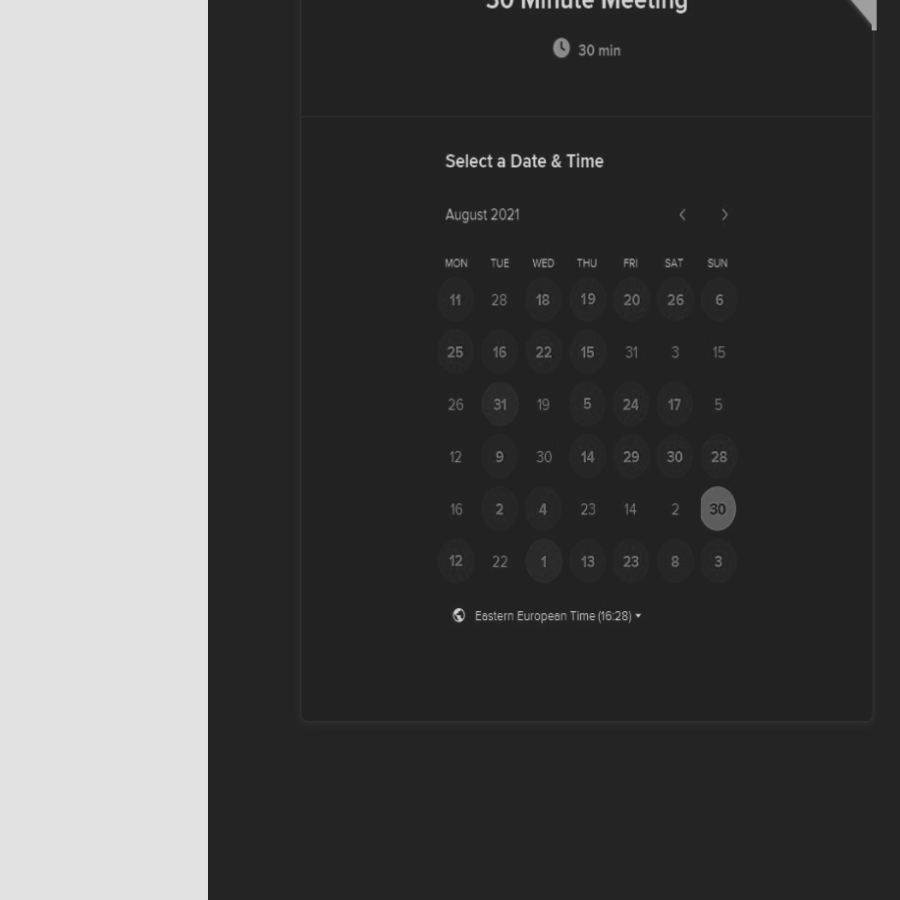 30 Minute Meeting
30 min
Select a Date & Time
August 2021
MON TUE WED THU FRI SAT SUN
11 28 18 19 20 26 6
25 16 22 15 31 3 15
26 31 19 5 24 17 5
12 9 30 14 29 30 28
16 2 4 23 14 2 30
12 22 1 13 23 8 3
Eastern European Time (16:28)